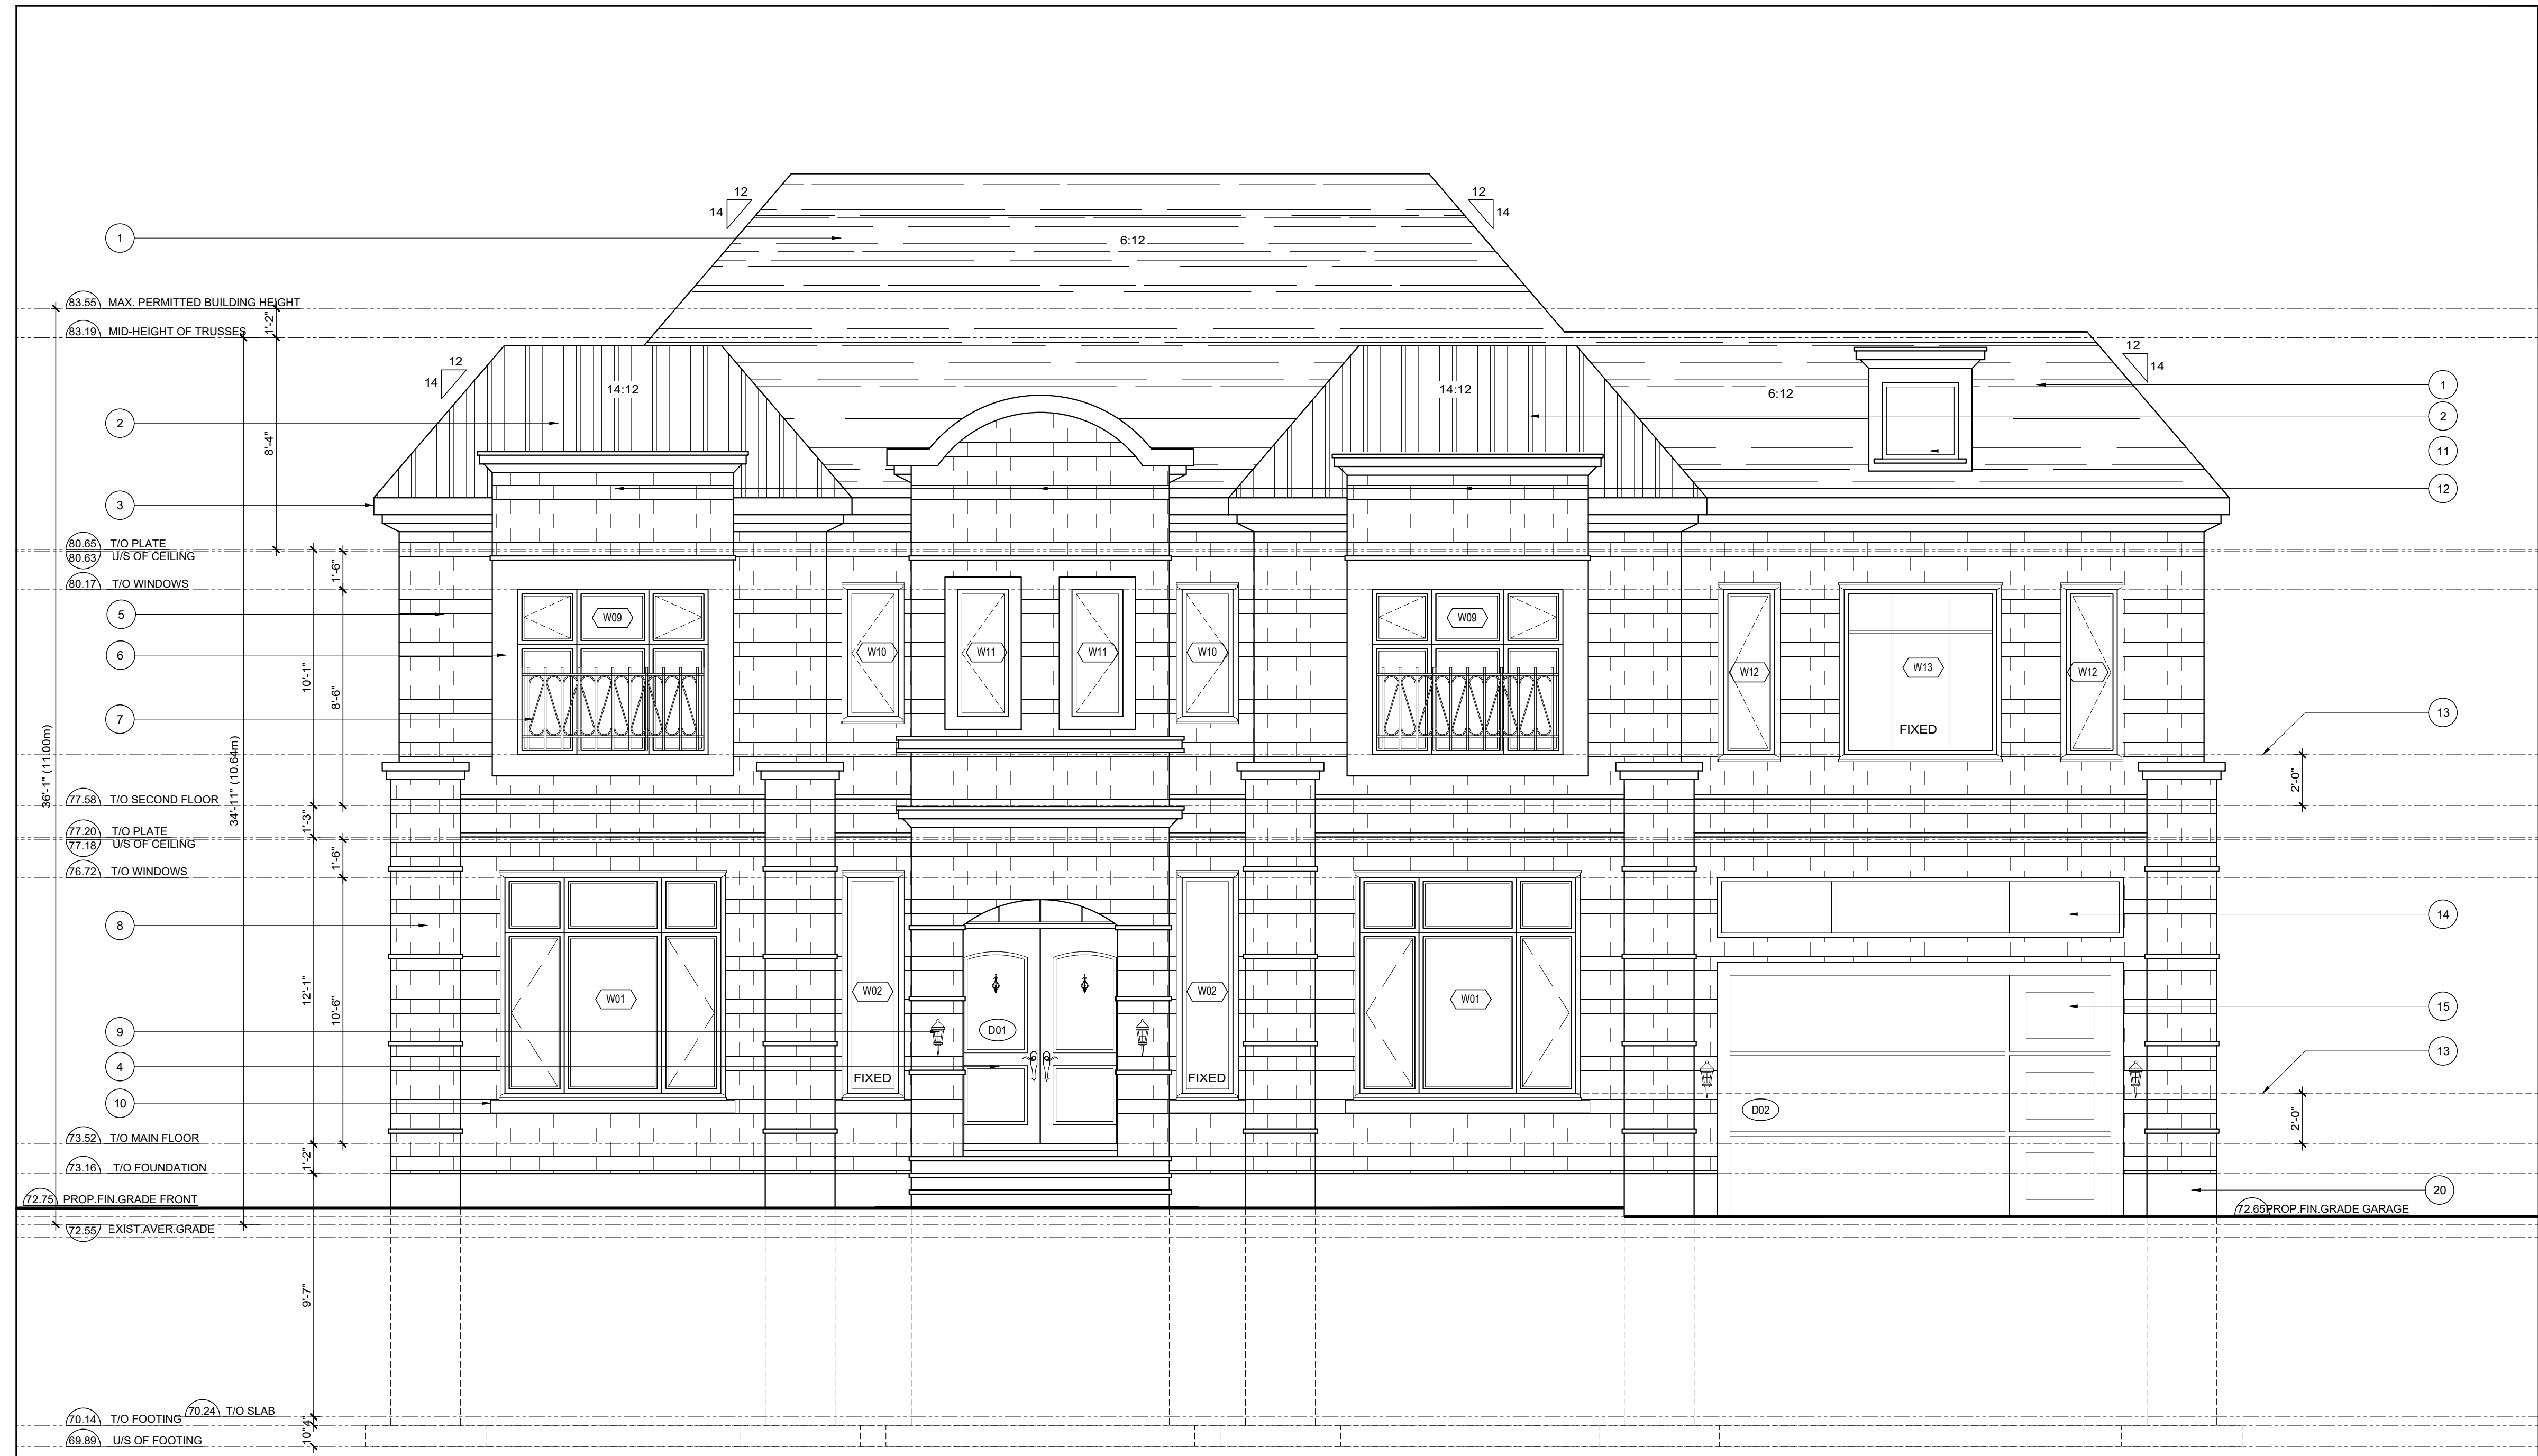 12
12
14
14
1
6:12
83.55 MAX. PERMITTED BUILDING HEIGHT
1'-2"
83.19 MID-HEIGHT OF TRUSSES
12
12
14
14
14:12
14:12
6:12
1
2
2
8'-4"
11
12
3
80.65 T/O PLATE
80.63 U/S OF CEILING
1'-6"
80.17 T/O WINDOWS
5
W09
W09
6
W10
W11
W11
W10
W12
W13
W12
10'-1"
8'-6"
7
FIXED
13
36'-1" (11.00m)
34'-11" (10.64m)
2'-0"
77.58 T/O SECOND FLOOR
1'-3"
77.20 T/O PLATE
77.18 U/S OF CEILING
1'-6"
76.72 T/O WINDOWS
8
14
12'-1"
10'-6"
W01
W02
W02
W01
15
9
D01
4
13
FIXED
FIXED
10
D02
2'-0"
73.52 T/O MAIN FLOOR
1'-2"
73.16 T/O FOUNDATION
20
72.75 PROP.FIN.GRADE FRONT
72.65 PROP.FIN.GRADE GARAGE
72.55 EXIST.AVER.GRADE
9'-7"
70.24 T/O SLAB
70.14 T/O FOOTING
4"
10"
69.89 U/S OF FOOTING